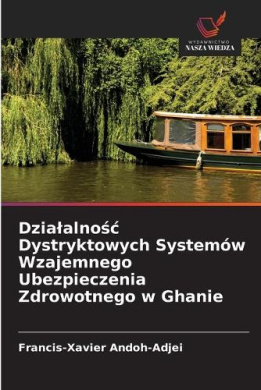 WYDAWNICTWO
NASZA WIEDZA
Działalność
Dystryktowych Systemów
Wzajemnego
Ubezpieczenia
Zdrowotnego w Ghanie
Francis-Xavier Andoh-Adjei